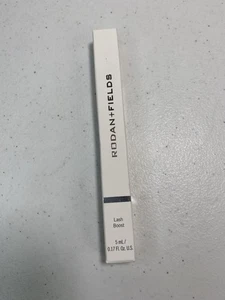 RODAN+FIELDS
Lash
Boost
5 mL /
0.17 Fl. Oz. U.S.